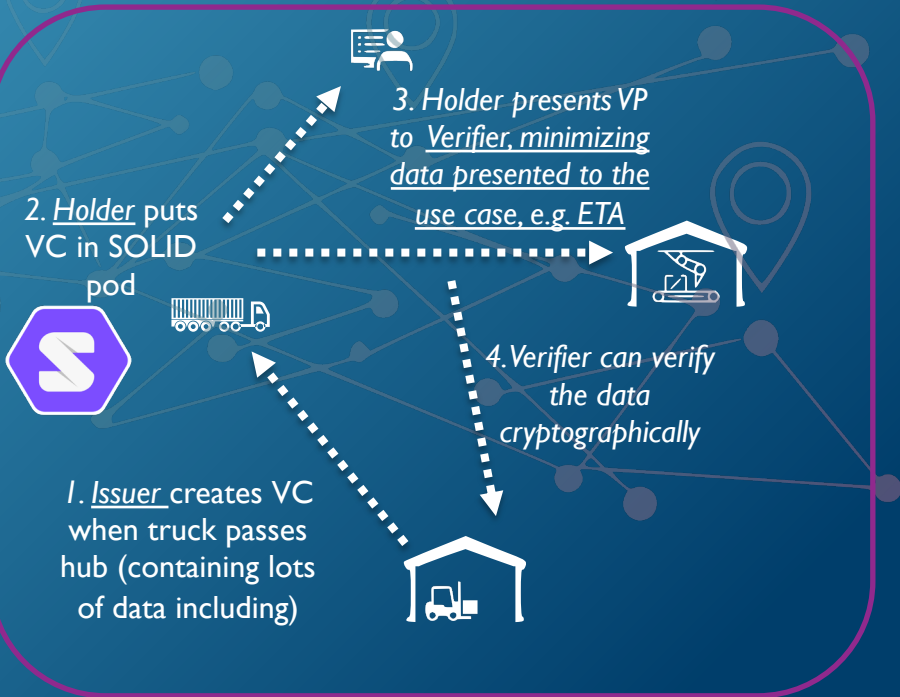 2. Holder puts
VC in SOLID
pod
3. Holder presents VP
to Verifier, minimizing
data presented to the
use case, e.g. ETA
4. Verifier can verify
the data
cryptographically
1. Issuer creates VC
when truck passes
hub (containing lots
of data including)